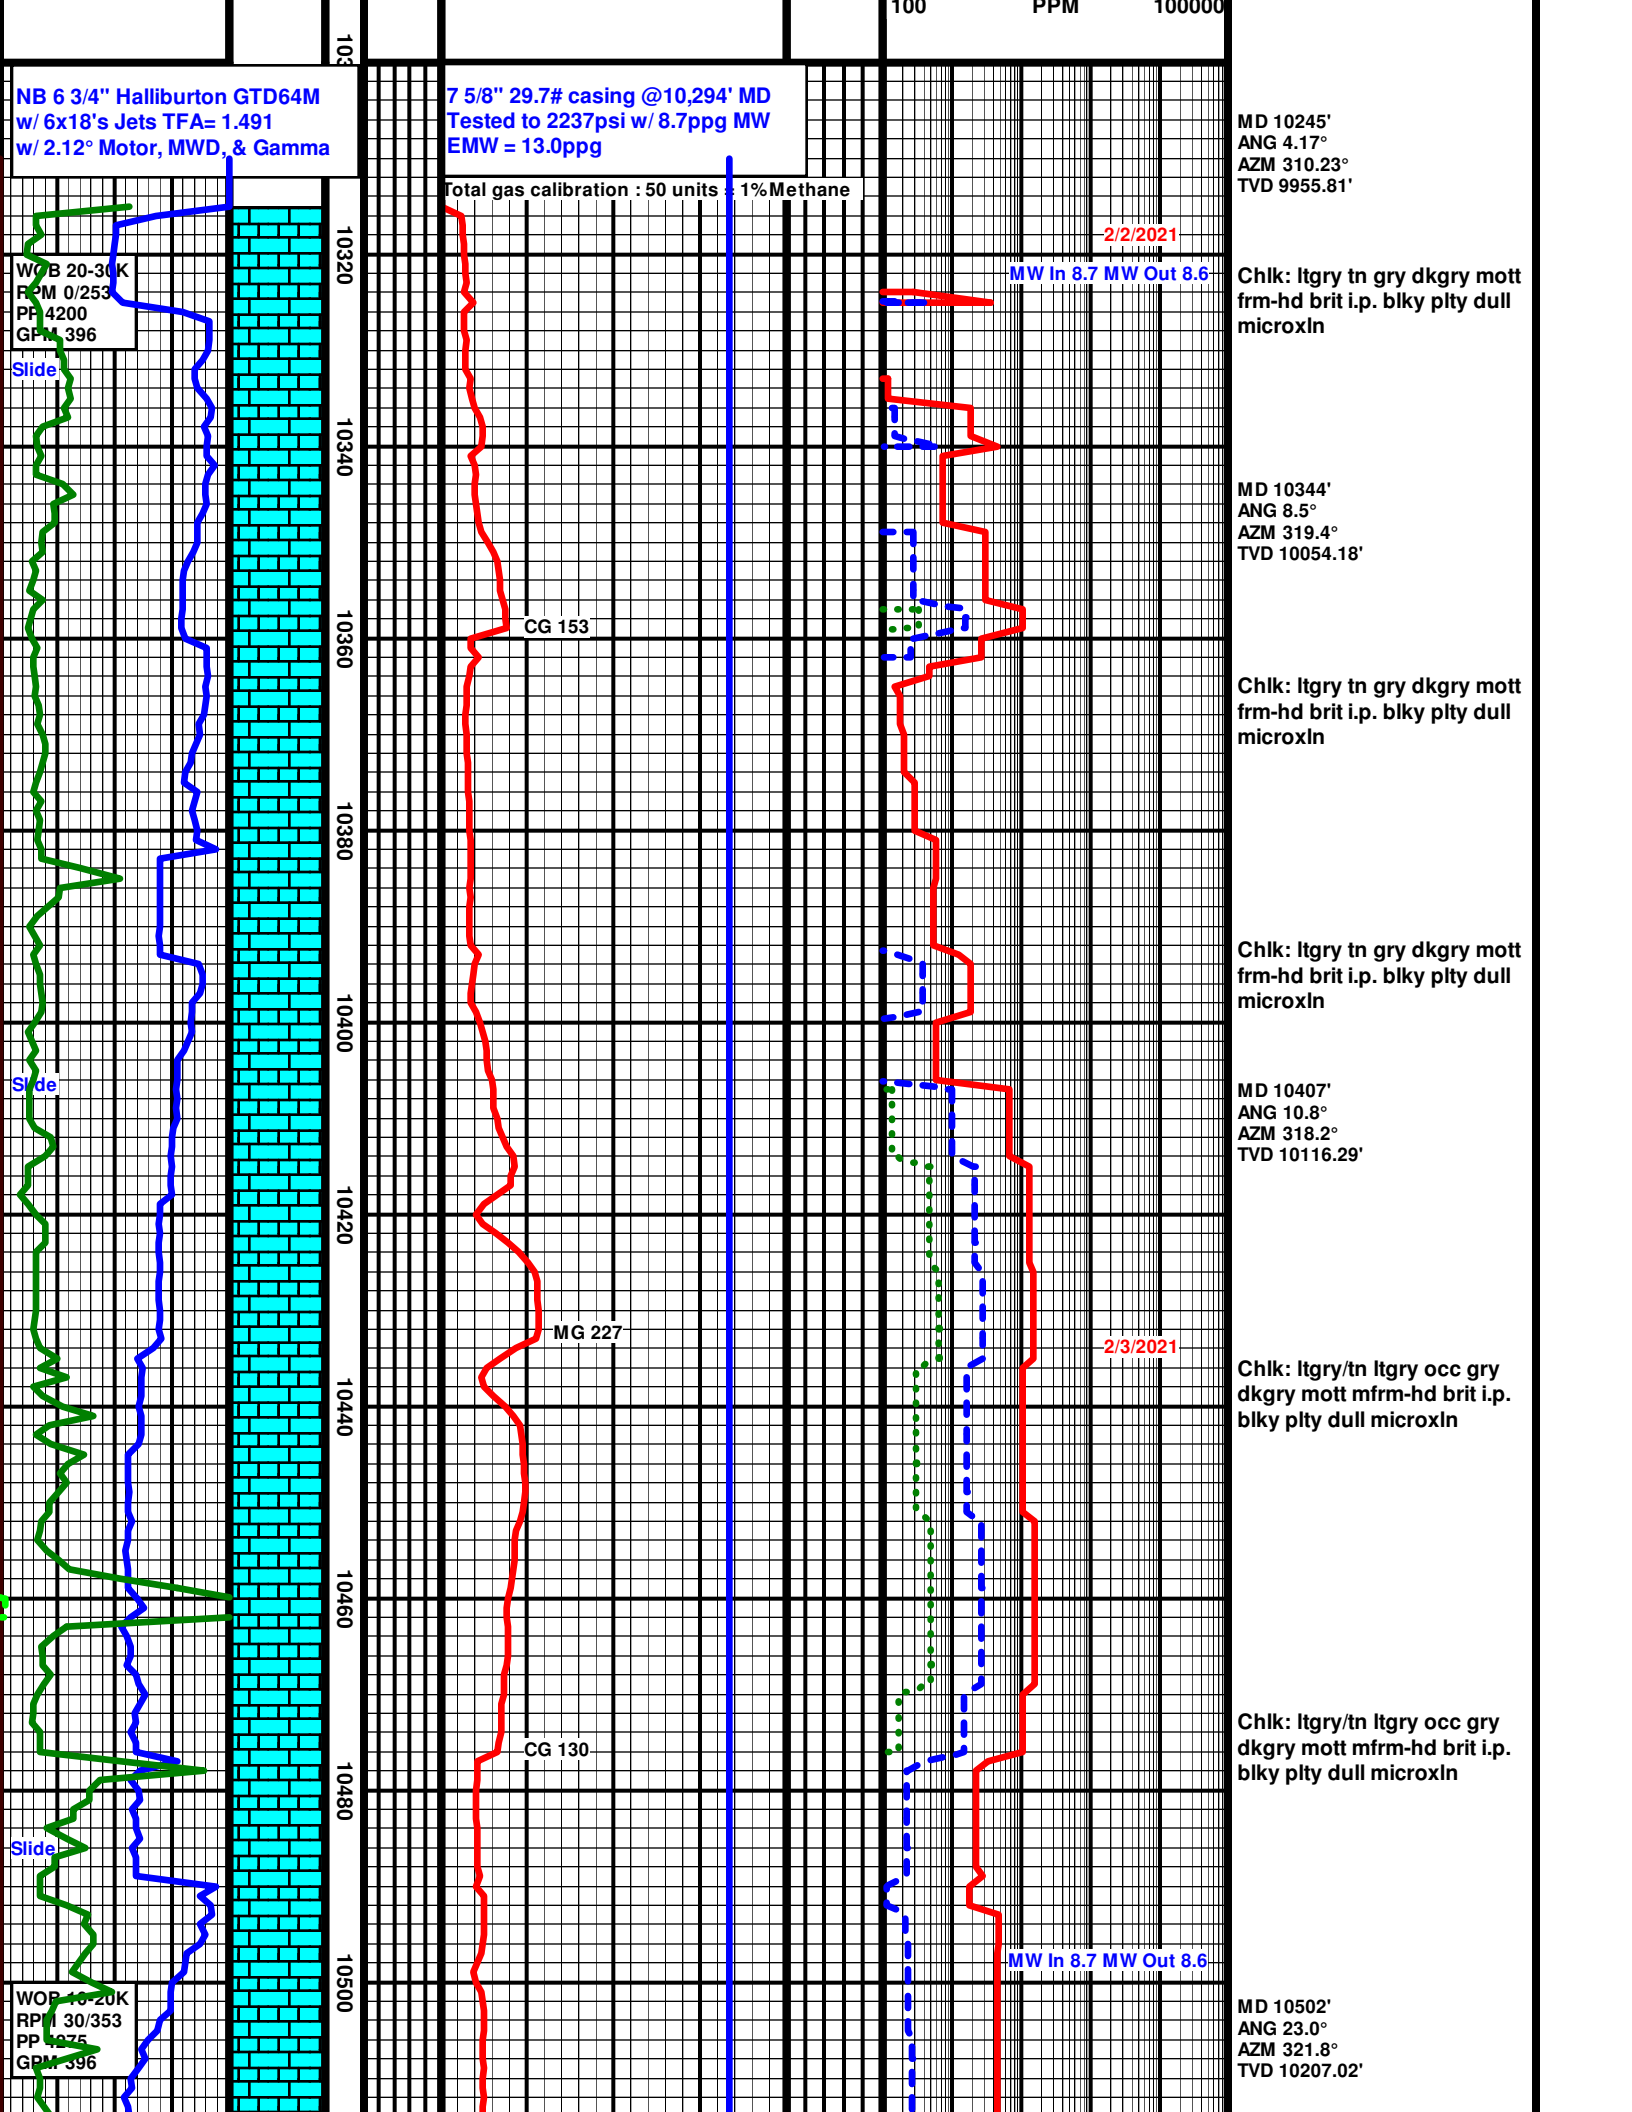 100 PPM 100000
NB 6 3/4" Halliburton GTD64M
w/ 6x18's Jets TFA= 1.491
w/ 2.12° Motor, MWD, & Gamma
7 5/8" 29.7# casing @10,294' MD
Tested to 2237psi w/ 8.7ppg MW
EMW = 13.0ppg
Total gas calibration : 50 units = 1%Methane
MD 10245'
ANG 4.17°
AZM 310.23°
TVD 9955.81'
2/2/2021
10320
WOB 20-30K
RPM 0/253
PP 4200
GPM 396
MW In 8.7 MW Out 8.6
Chlk: ltgry tn gry dkgry mott
frm-hd brit i.p. blky plty dull
microxln
Slide
10340
MD 10344'
ANG 8.5°
AZM 319.4°
TVD 10054.18'
CG 153
10360
Chlk: ltgry tn gry dkgry mott
frm-hd brit i.p. blky plty dull
microxln
10380
Chlk: ltgry tn gry dkgry mott
frm-hd brit i.p. blky plty dull
microxln
10400
Slide
MD 10407'
ANG 10.8°
AZM 318.2°
TVD 10116.29'
10420
MG 227
2/3/2021
Chlk: ltgry/tn ltgry occ gry
dkgry mott mfrm-hd brit i.p.
blky plty dull microxln
10440
10460
CG 130
Chlk: ltgry/tn ltgry occ gry
dkgry mott mfrm-hd brit i.p.
blky plty dull microxln
10480
Slide
MW In 8.7 MW Out 8.6
10500
WOB 10-20K
RPM 30/353
PP 4275
GPM 396
MD 10502'
ANG 23.0°
AZM 321.8°
TVD 10207.02'